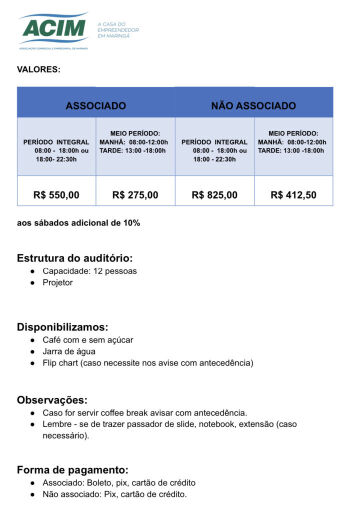 ACIM
A CASA DO
EMPREENDEDOR
EM MARINGÁ
ASSOCIAÇÃO COMERCIAL E EMPRESARIAL DE MARINGÁ
VALORES:
ASSOCIADO NÃO ASSOCIADO
PERÍODO INTEGRAL
08:00 - 18:00h ou
18:00- 22:30h
MEIO PERÍODO:
MANHÃ: 08:00-12:00h
TARDE: 13:00 -18:00h
PERÍODO INTEGRAL
08:00 - 18:00h ou
18:00 - 22:30h
MEIO PERÍODO:
MANHÃ: 08:00-12:00h
TARDE: 13:00 -18:00h
R$ 550,00 R$ 275,00 R$ 825,00 R$ 412,50
aos sábados adicional de 10%
Estrutura do auditório:
● Capacidade: 12 pessoas
● Projetor
Disponibilizamos:
● Café com e sem açúcar
● Jarra de água
● Flip chart (caso necessite nos avise com antecedência)
Observações:
● Caso for servir coffee break avisar com antecedência.
● Lembre - se de trazer passador de slide, notebook, extensão (caso
necessário).
Forma de pagamento:
● Associado: Boleto, pix, cartão de crédito
● Não associado: Pix, cartão de crédito.